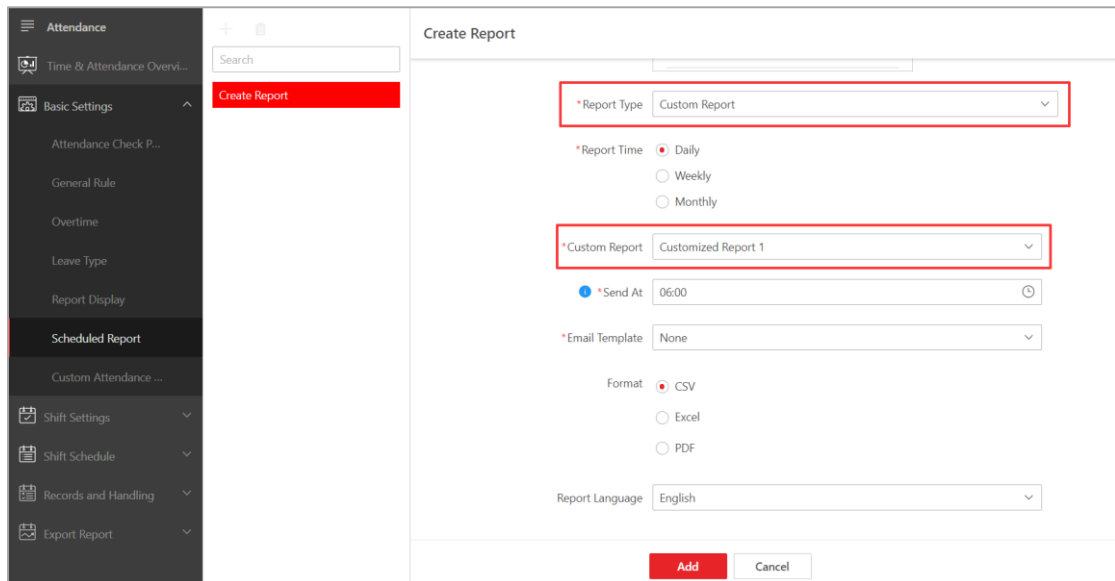 Attendance
Time & Attendance Overvi...
Basic Settings
Attendance Check P...
General Rule
Overtime
Leave Type
Report Display
Scheduled Report
Custom Attendance ...
Shift Settings
Shift Schedule
Records and Handling
Export Report
Search
Create Report
Create Report
*Report Type Custom Report
*Report Time Daily
Weekly
Monthly
*Custom Report Customized Report 1
*Send At 06:00
*Email Template None
Format CSV
Excel
PDF
Report Language English
Add Cancel